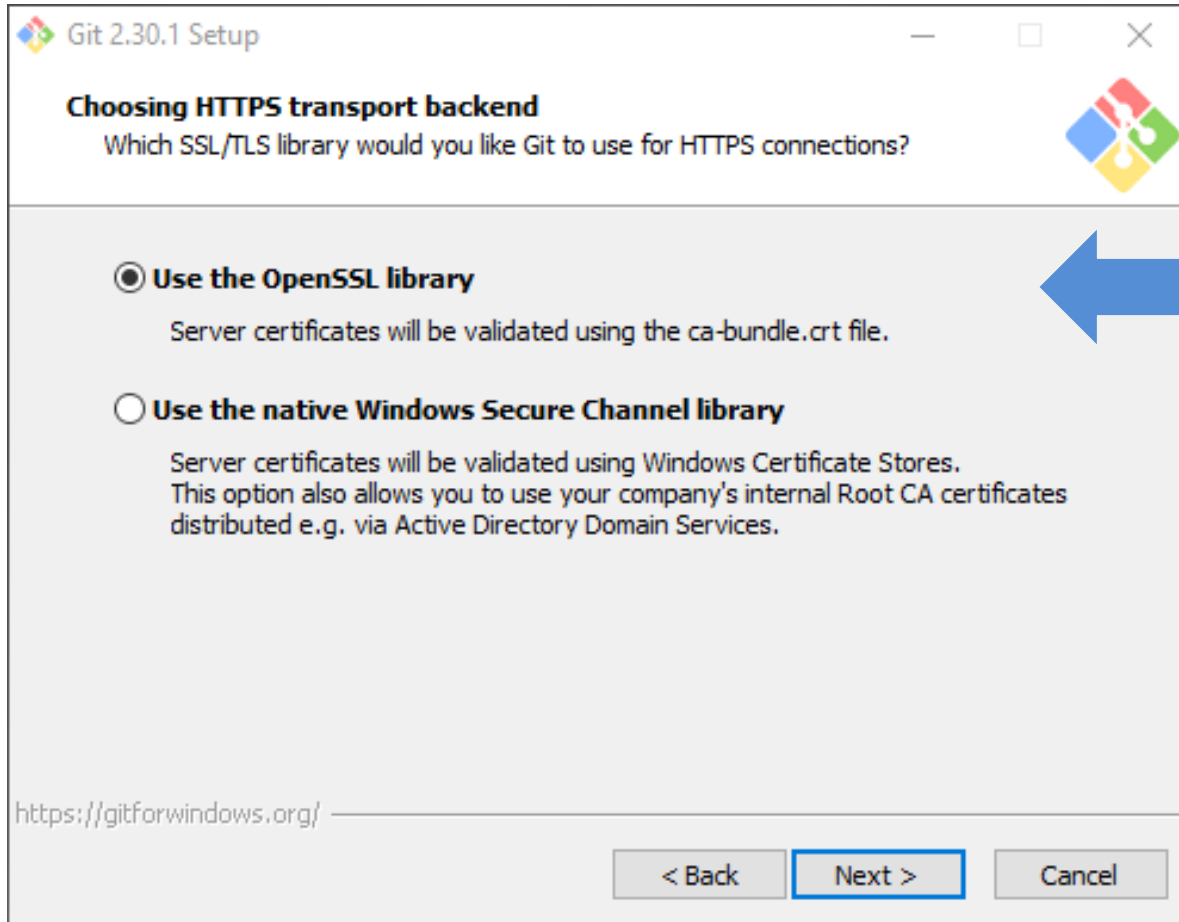 Git 2.30.1 Setup
Choosing HTTPS transport backend
Which SSL/TLS library would you like Git to use for HTTPS connections?
Use the OpenSSL library
Server certificates will be validated using the ca-bundle.crt file.
Use the native Windows Secure Channel library
Server certificates will be validated using Windows Certificate Stores.
This option also allows you to use your company's internal Root CA certificates
distributed e.g. via Active Directory Domain Services.
https://gitforwindows.org/
< Back Next > Cancel